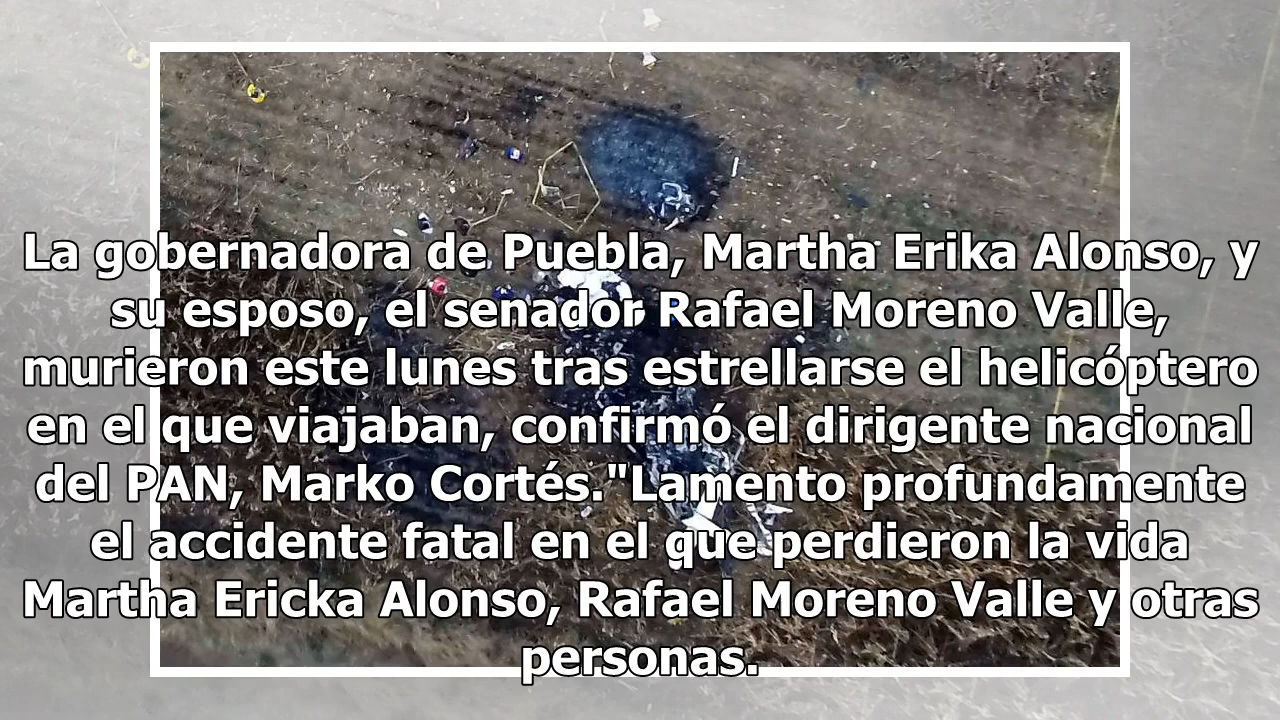 La gobernadora de Puebla, Martha Erika Alonso, y
su esposo, el senador Rafael Moreno Valle,
murieron este lunes tras estrellarse el helicóptero
en el que viajaban, confirmó el dirigente nacional
del PAN, Marko Cortés."Lamento profundamente
el accidente fatal en el que perdieron la vida
Martha Ericka Alonso, Rafael Moreno Valle y otras
personas.